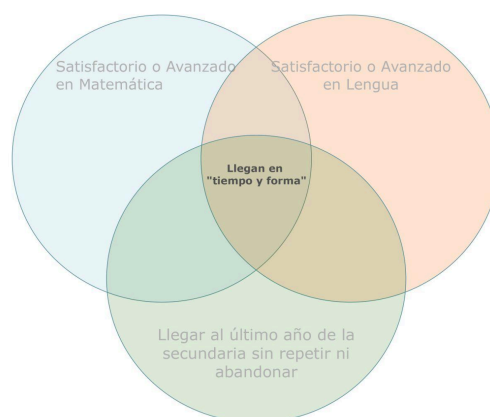 Satisfactorio o Avanzado
en Matemática
Satisfactorio o Avanzado
en Lengua
Llegan en
"tiempo y forma"
Llegar al último año de la
secundaria sin repetir ni
abandonar